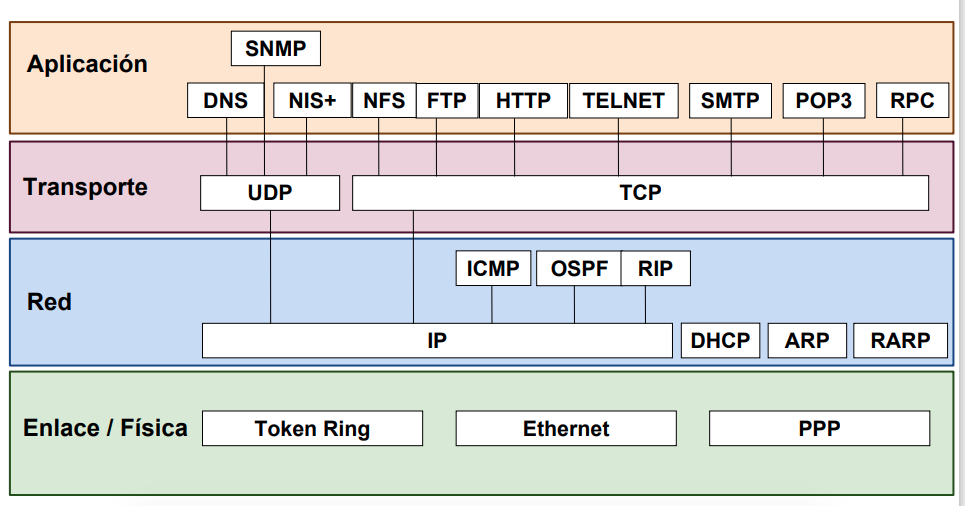 Aplicación
SNMP
DNS NIS+ NFS FTP HTTP TELNET SMTP POP3 RPC
Transporte
UDP TCP
Red
ICMP OSPF RIP
IP DHCP ARP RARP
Enlace / Física
Token Ring Ethernet PPP